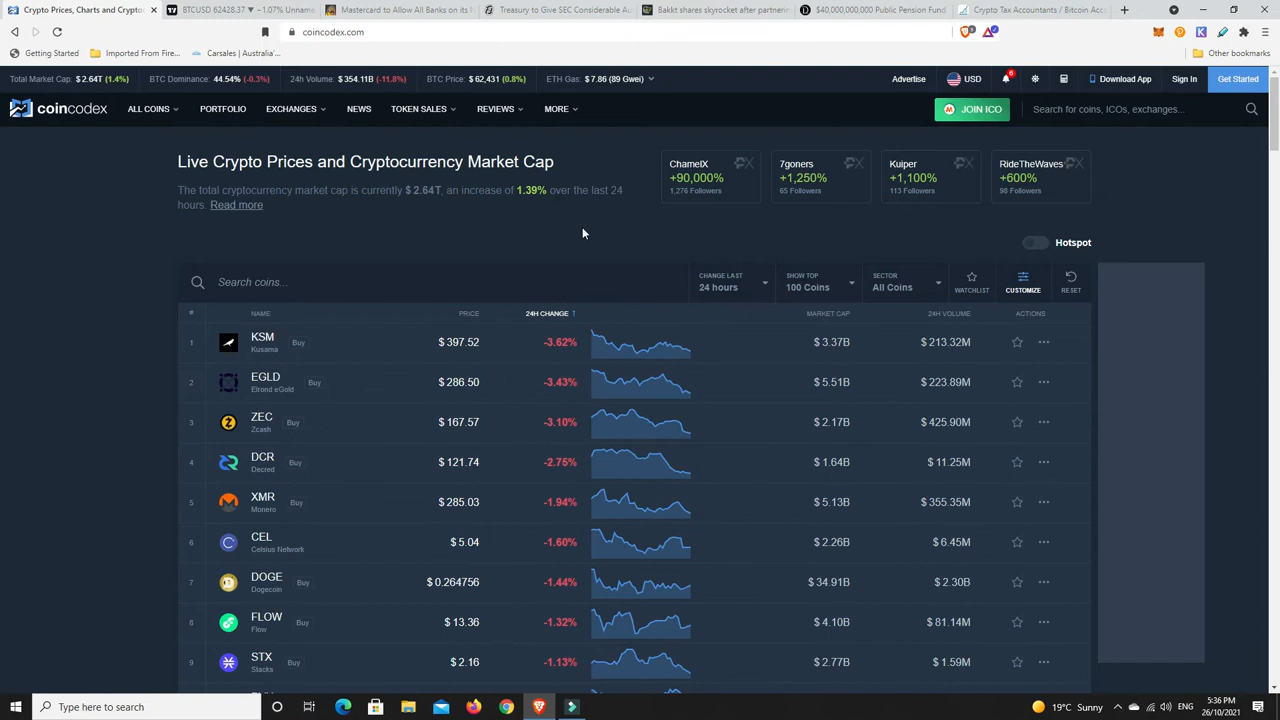 Crypto Prices, Charts and Crypto
BTCUSD 62428.37 ▼ −1.07% Unname
Mastercard to Allow All Banks on its
Treasury to Give SEC Considerable Au
Bakkt shares skyrocket after partnerin
$40,000,000,000 Public Pension Fund
Crypto Tax Accountants / Bitcoin Acc
coincodex.com
Getting Started
Imported From Fire...
Carsales | Australia'...
Other bookmarks
Total Market Cap: $ 2.64T (1.4%)
BTC Dominance: 44.54% (-0.3%)
24h Volume: $ 354.11B (-11.8%)
BTC Price: $ 62,431 (0.8%)
ETH Gas: $ 7.86 (89 Gwei)
Advertise
USD
6
Download App
Sign In
Get Started
coincodex
ALL COINS
PORTFOLIO
EXCHANGES
NEWS
TOKEN SALES
REVIEWS
MORE
JOIN ICO
Search for coins, ICOs, exchanges...
Live Crypto Prices and Cryptocurrency Market Cap
The total cryptocurrency market cap is currently $ 2.64T, an increase of 1.39% over the last 24
hours. Read more
ChamelX
+90,000%
1,276 Followers
7goners
+1,250%
65 Followers
Kuiper
+1,100%
113 Followers
RideTheWaves
+600%
98 Followers
Hotspot
Search coins...
CHANGE LAST
24 hours
SHOW TOP
100 Coins
SECTOR
All Coins
WATCHLIST
CUSTOMIZE
RESET
# NAME PRICE 24H CHANGE ↑ MARKET CAP 24H VOLUME ACTIONS
1 KSM Buy $ 397.52 -3.62% $ 3.37B $ 213.32M
Kusama
2 EGLD Buy $ 286.50 -3.43% $ 5.51B $ 223.89M
Elrond eGold
3 ZEC Buy $ 167.57 -3.10% $ 2.17B $ 425.90M
Zcash
4 DCR Buy $ 121.74 -2.75% $ 1.64B $ 11.25M
Decred
5 XMR Buy $ 285.03 -1.94% $ 5.13B $ 355.35M
Monero
6 CEL $ 5.04 -1.60% $ 2.26B $ 6.45M
Celsius Network
7 DOGE Buy $ 0.264756 -1.44% $ 34.91B $ 2.30B
Dogecoin
8 FLOW Buy $ 13.36 -1.32% $ 4.10B $ 81.14M
Flow
9 STX Buy $ 2.16 -1.13% $ 2.77B $ 1.59M
Stacks
Type here to search
19°C Sunny
ENG
5:36 PM
26/10/2021